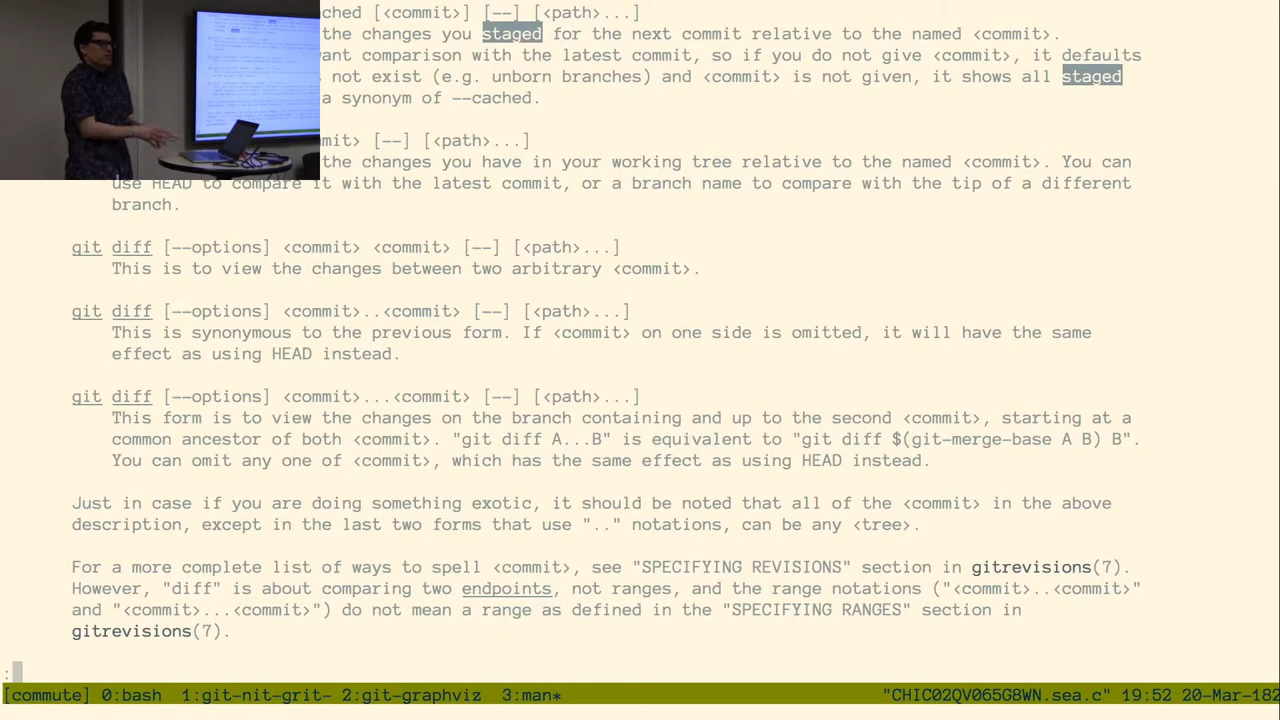 ched [<commit>] [--] [<path>...]
the changes you staged for the next commit relative to the named <commit>.
want comparison with the latest commit, so if you do not give <commit>, it defaults
not exist (e.g. unborn branches) and <commit> is not given, it shows all staged
a synonym of --cached.
mit> [--] [<path>...]
the changes you have in your working tree relative to the named <commit>. You can
use HEAD to compare it with the latest commit, or a branch name to compare with the tip of a different
branch.
git diff [--options] <commit> <commit> [--] [<path>...]
This is to view the changes between two arbitrary <commit>.
git diff [--options] <commit>..<commit> [--] [<path>...]
This is synonymous to the previous form. If <commit> on one side is omitted, it will have the same
effect as using HEAD instead.
git diff [--options] <commit>...<commit> [--] [<path>...]
This form is to view the changes on the branch containing and up to the second <commit>, starting at a
common ancestor of both <commit>. "git diff A...B" is equivalent to "git diff $(git-merge-base A B) B".
You can omit any one of <commit>, which has the same effect as using HEAD instead.
Just in case if you are doing something exotic, it should be noted that all of the <commit> in the above
description, except in the last two forms that use ".." notations, can be any <tree>.
For a more complete list of ways to spell <commit>, see "SPECIFYING REVISIONS" section in gitrevisions(7).
However, "diff" is about comparing two endpoints, not ranges, and the range notations ("<commit>..<commit>"
and "<commit>...<commit>") do not mean a range as defined in the "SPECIFYING RANGES" section in
gitrevisions(7).
:
[commute] 0:bash 1:git-nit-grit- 2:git-graphviz 3:man* "CHIC02QV065G8WN.sea.c" 19:52 20-Mar-182